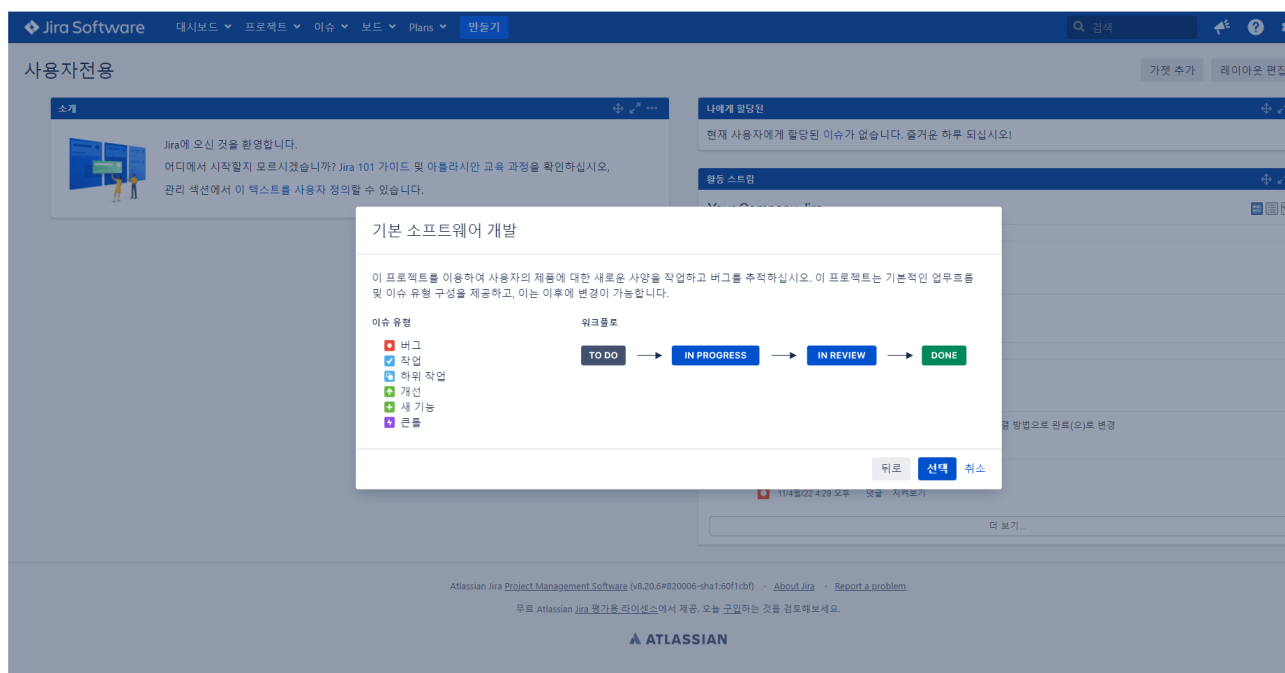 Jira Software 대시보드 프로젝트 이슈 보드 Plans 만들기 검색
사용자전용 가젯 추가 레이아웃 편집
소개
Jira에 오신 것을 환영합니다.
어디에서 시작할지 모르시겠습니까? Jira 101 가이드 및 아틀라시안 교육 과정을 확인하십시오,
관리 섹션에서 이 텍스트를 사용자 정의할 수 있습니다.
나에게 할당된
현재 사용자에게 할당된 이슈가 없습니다. 즐거운 하루 되십시오!
활동 스트림
기본 소프트웨어 개발
이 프로젝트를 이용하여 사용자의 제품에 대한 새로운 사양을 작업하고 버그를 추적하십시오. 이 프로젝트는 기본적인 업무흐름
및 이슈 유형 구성을 제공하고, 이는 이후에 변경이 가능합니다.
이슈 유형
버그
작업
하위 작업
개선
새 기능
큰틀
워크플로
TO DO IN PROGRESS IN REVIEW DONE
뒤로 선택 취소
방법으로 완료(으)로 변경
11/4월/22 4:29 오후 댓글 지켜보기
더 보기...
Atlassian Jira Project Management Software (v8.20.6#820006-sha1:60f1cbf) · About Jira · Report a problem
무료 Atlassian Jira 평가용 라이센스에서 제공. 오늘 구입하는 것을 검토해보세요.
ATLASSIAN